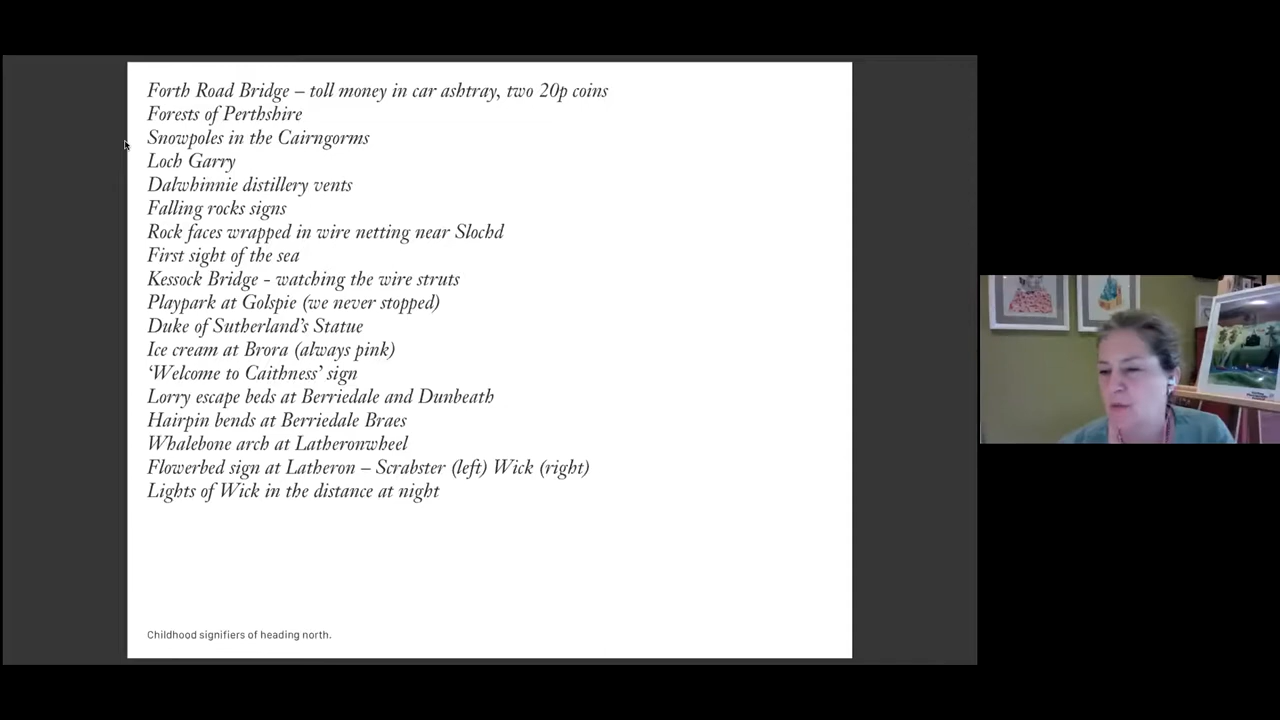 Forth Road Bridge – toll money in car ashtray, two 20p coins
Forests of Perthshire
Snowpoles in the Cairngorms
Loch Garry
Dalwhinnie distillery vents
Falling rocks signs
Rock faces wrapped in wire netting near Slochd
First sight of the sea
Kessock Bridge - watching the wire struts
Playpark at Golspie (we never stopped)
Duke of Sutherland’s Statue
Ice cream at Brora (always pink)
‘Welcome to Caithness’ sign
Lorry escape beds at Berriedale and Dunbeath
Hairpin bends at Berriedale Braes
Whalebone arch at Latheronwheel
Flowerbed sign at Latheron – Scrabster (left) Wick (right)
Lights of Wick in the distance at night
Childhood signifiers of heading north.